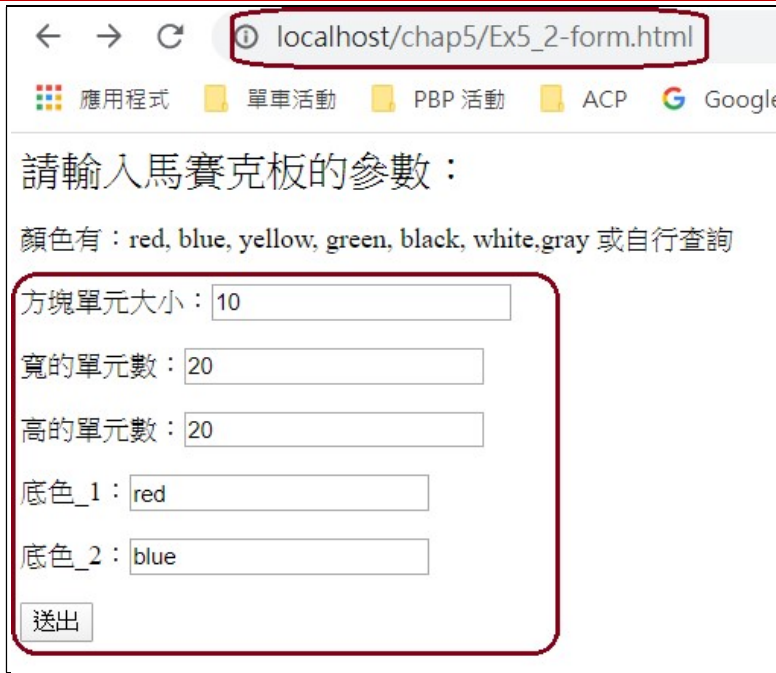 localhost/chap5/Ex5_2-form.html
應用程式 單車活動 PBP 活動 ACP G Google
請輸入馬賽克板的參數：
顏色有：red, blue, yellow, green, black, white,gray 或自行查詢
方塊單元大小：10
寬的單元數：20
高的單元數：20
底色_1：red
底色_2：blue
送出